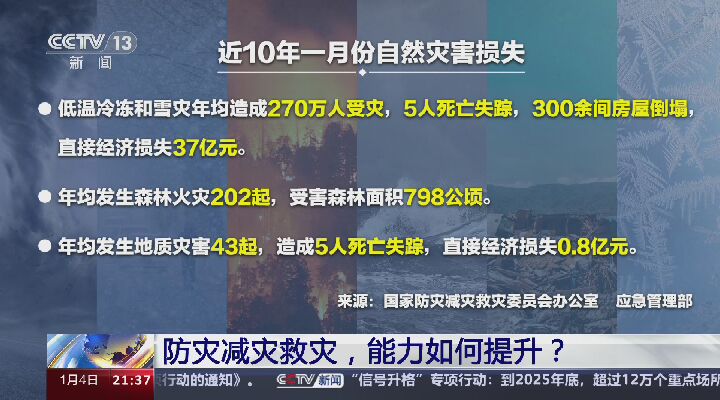 CCTV 13
新闻
近10年一月份自然灾害损失
● 低温冷冻和雪灾年均造成270万人受灾，5人死亡失踪，300余间房屋倒塌，
直接经济损失37亿元。
● 年均发生森林火灾202起，受害森林面积798公顷。
● 年均发生地质灾害43起，造成5人死亡失踪，直接经济损失0.8亿元。
来源：国家防灾减灾救灾委员会办公室 应急管理部
防灾减灾救灾，能力如何提升？
1月4日 21:37 行动的通知》。 CCTV 新闻 “信号升格”专项行动：到2025年底，超过12万个重点场所